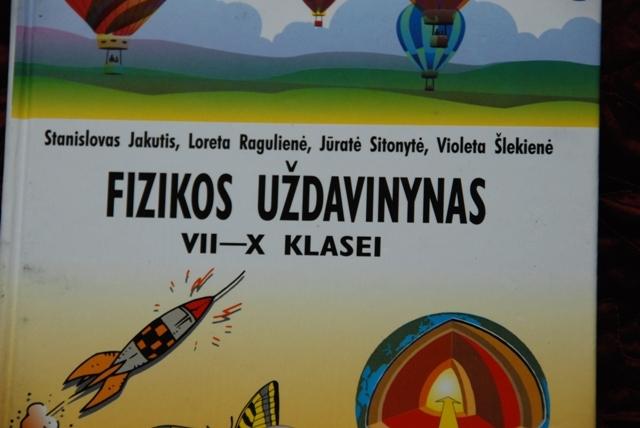 Stanislovas Jakutis, Loreta Ragulienė, Jūratė Sitonytė, Violeta Šlekienė
FIZIKOS UŽDAVINYNAS
VII—X KLASEI